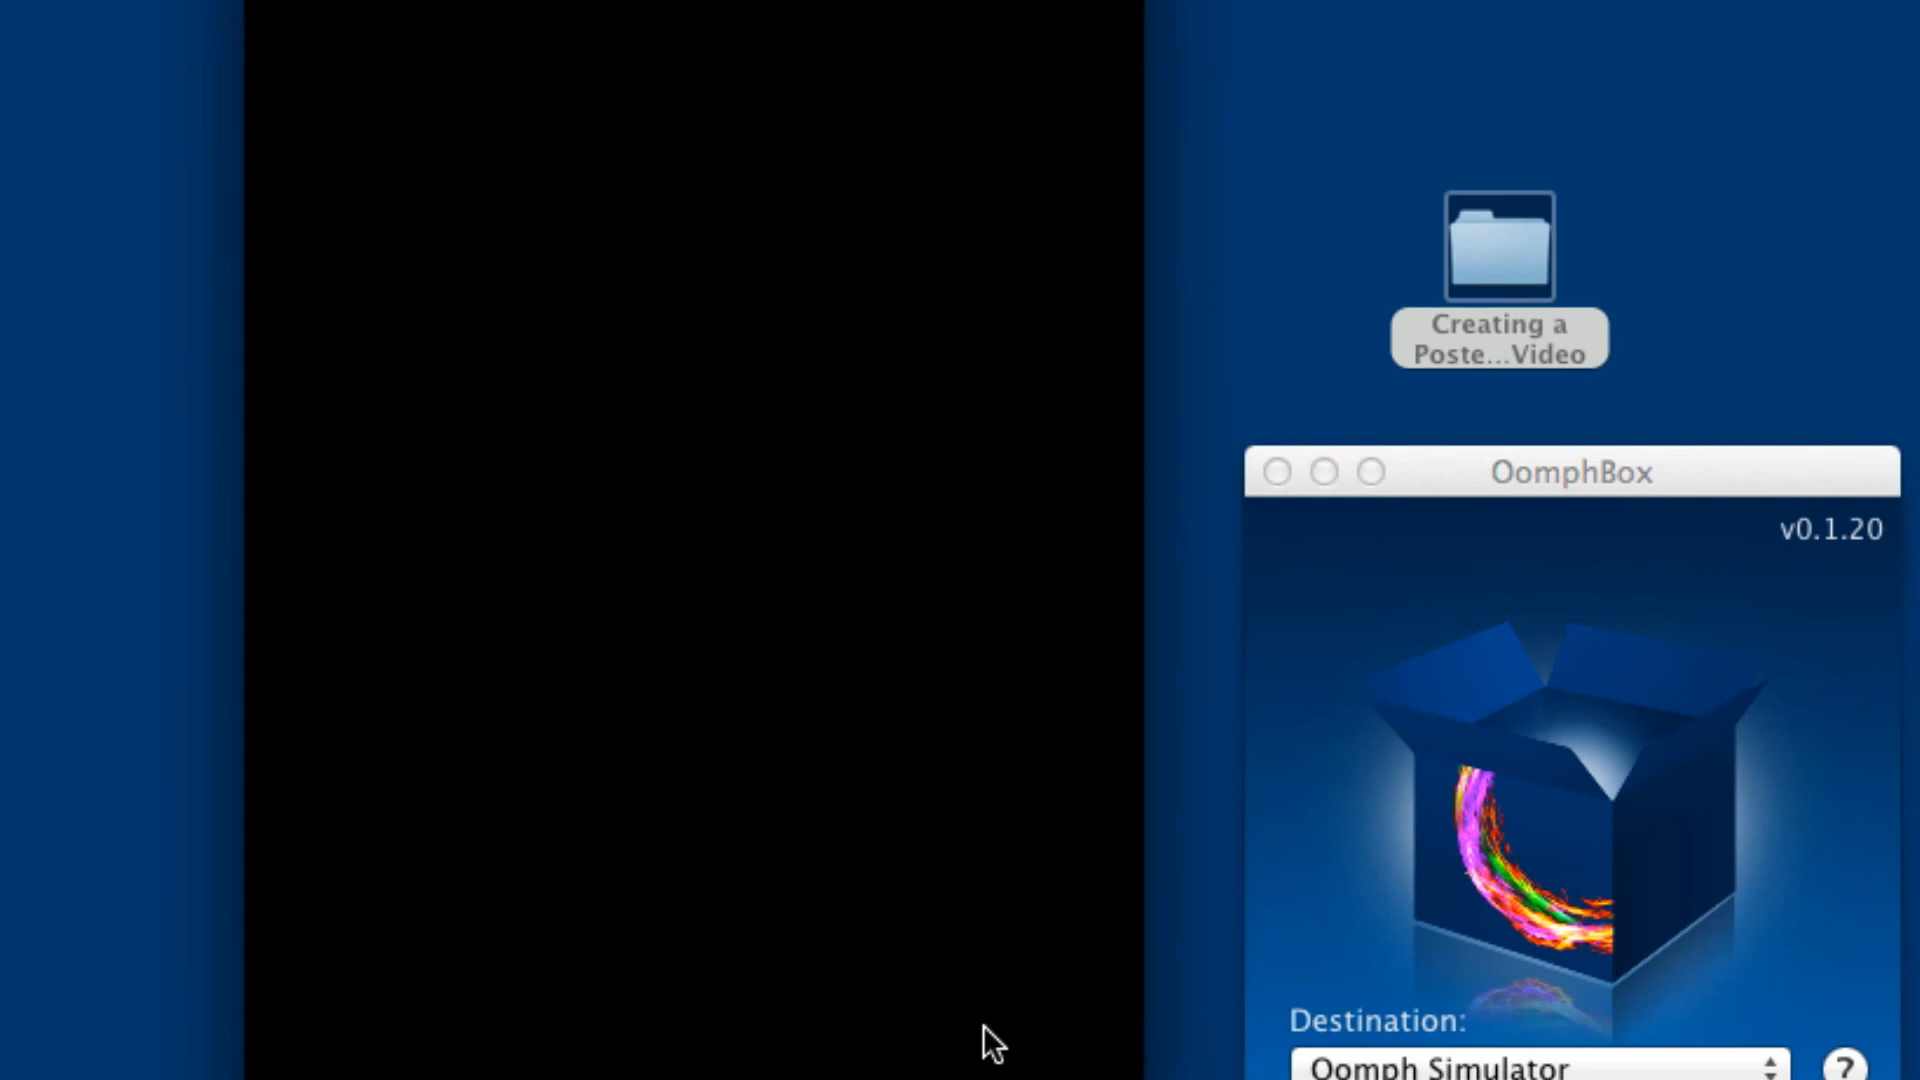 Creating a
Poste...Video
OomphBox
v0.1.20
Destination:
Oomph Simulator
?